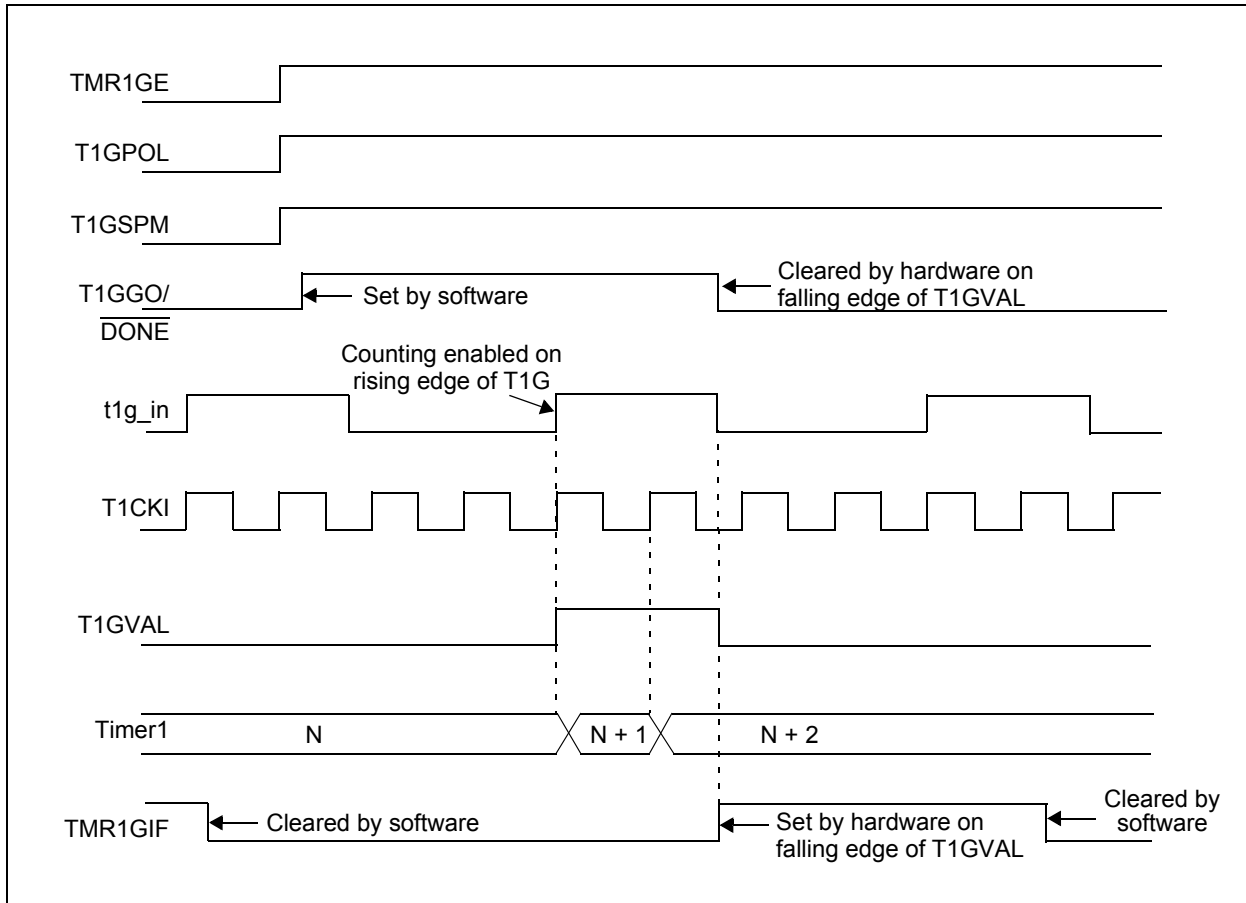 TMR1GE
T1GPOL
T1GSPM
T1GGO/
DONE
Set by software
Cleared by hardware on
falling edge of T1GVAL
Counting enabled on
rising edge of T1G
t1g_in
T1CKI
T1GVAL
Timer1
N
N + 1
N + 2
TMR1GIF
Cleared by software
Set by hardware on
falling edge of T1GVAL
Cleared by
software